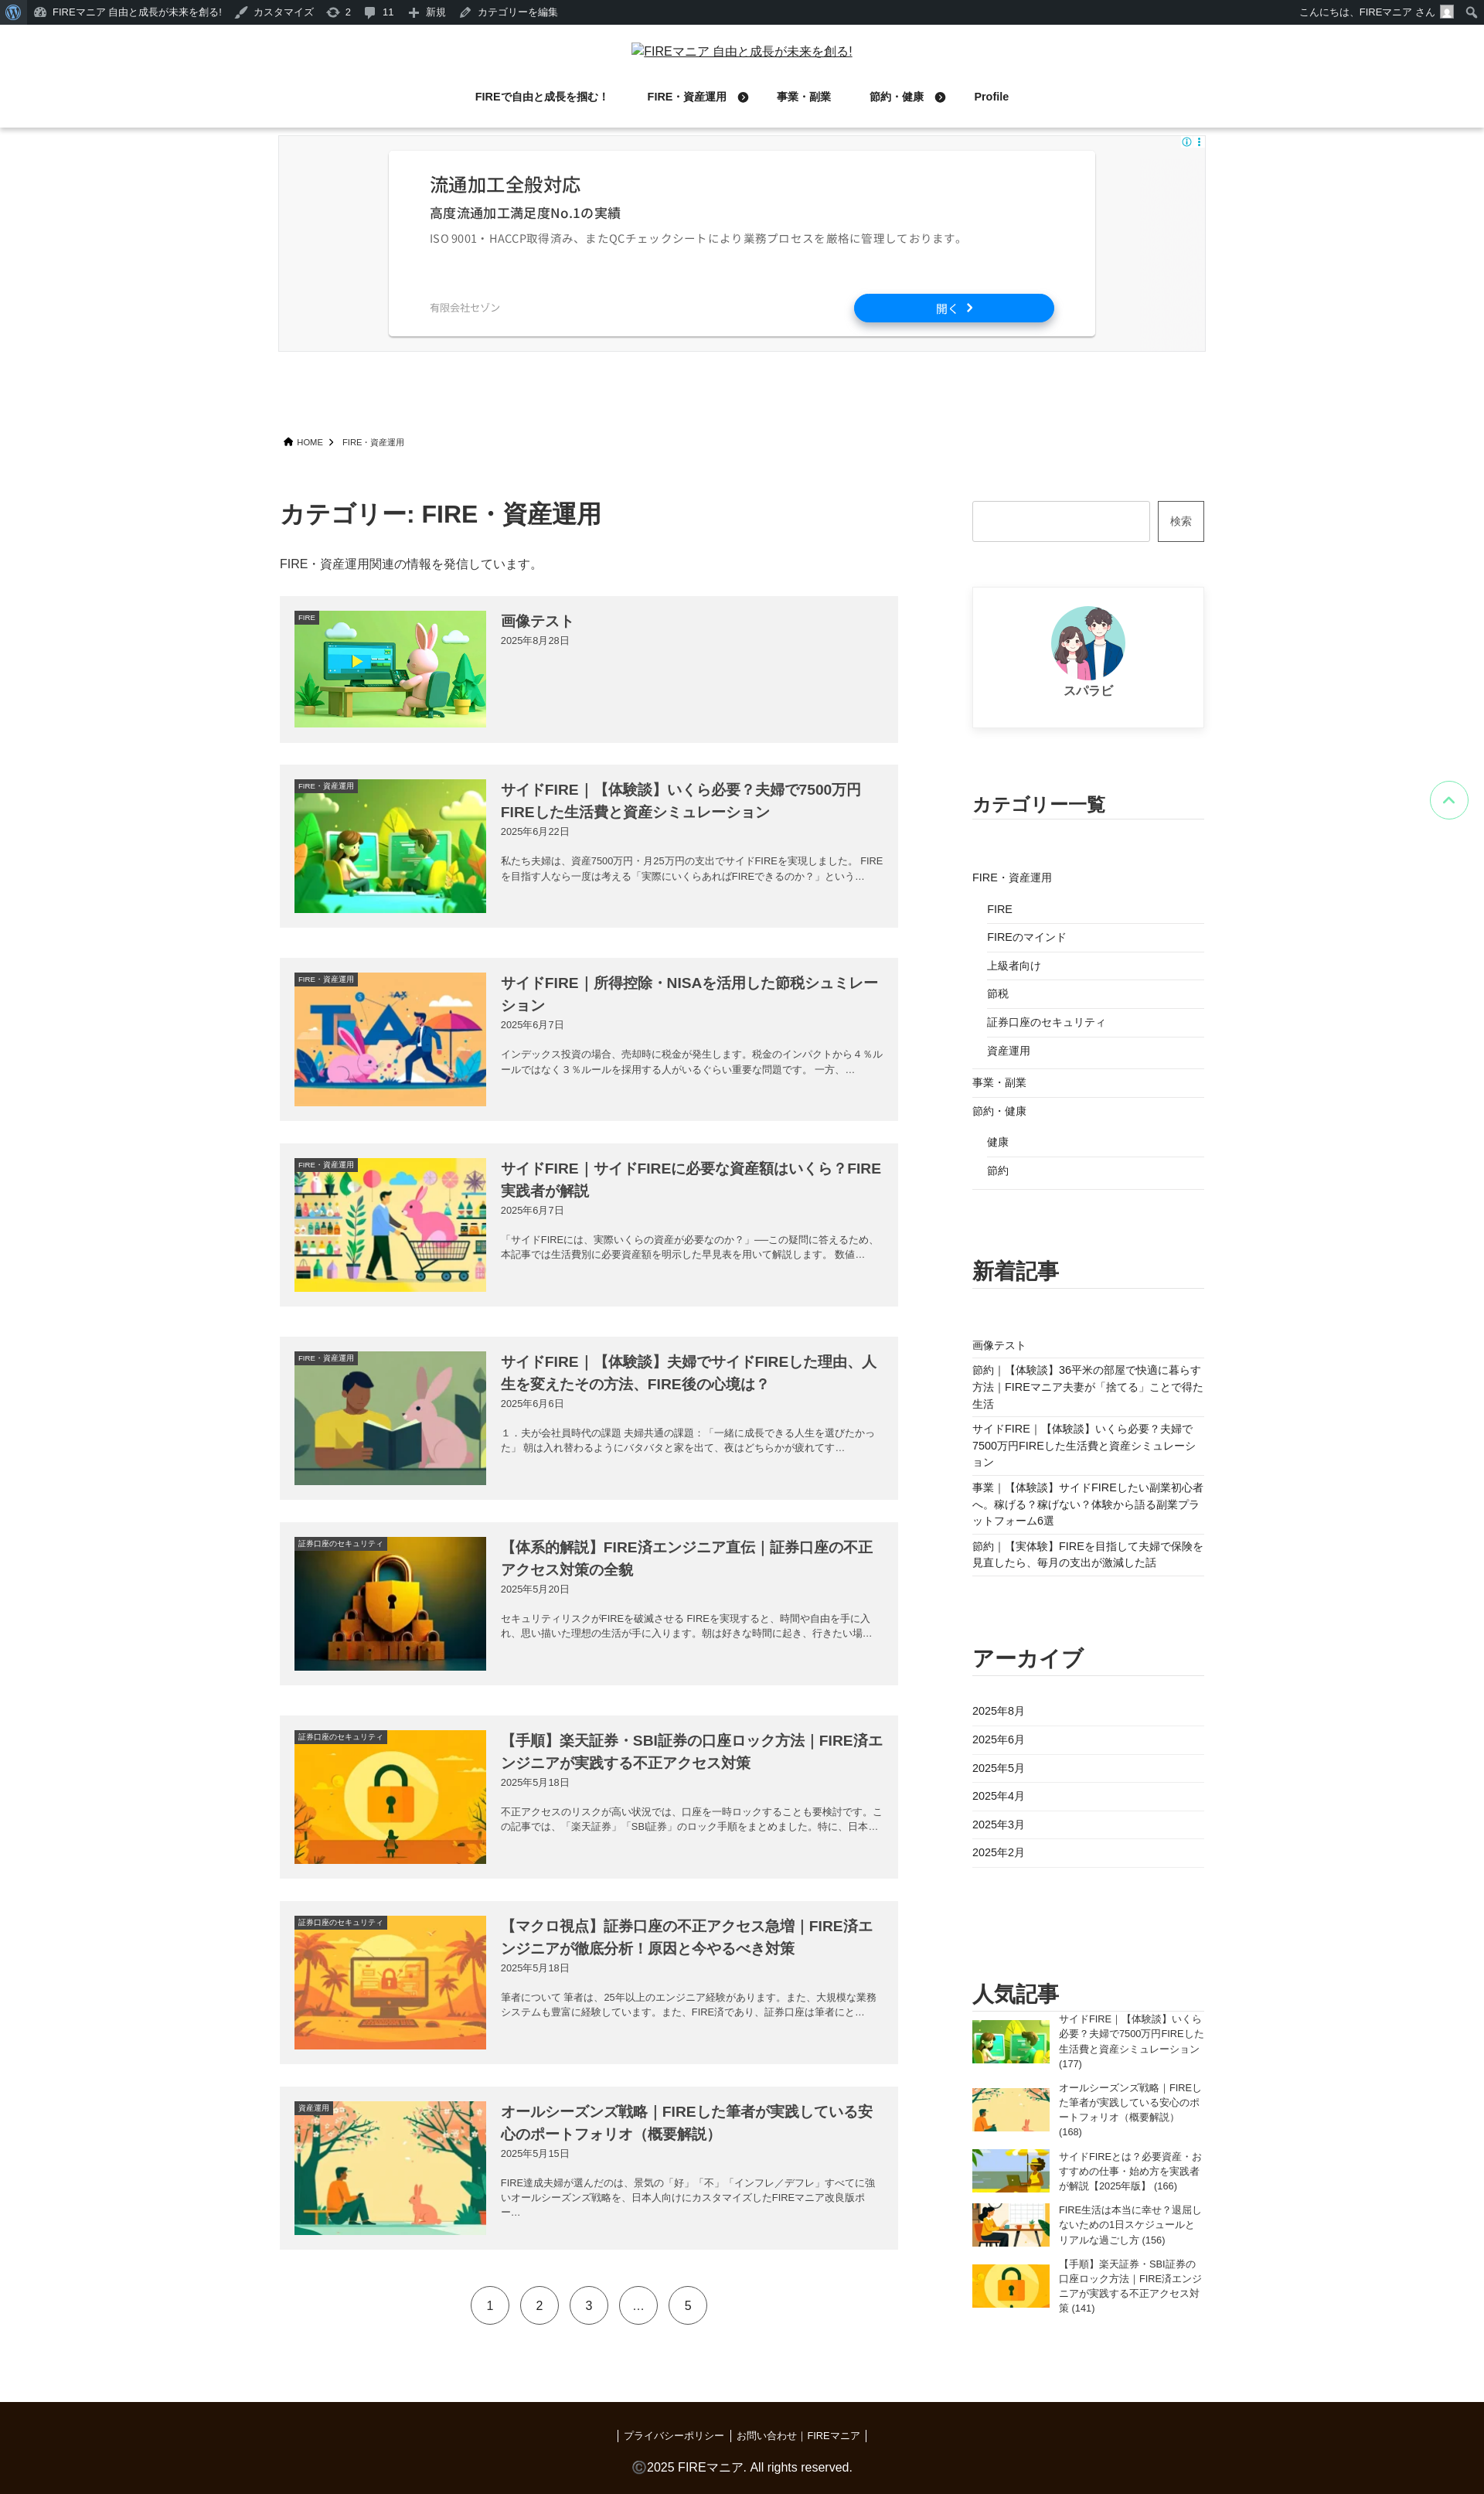 FIREマニア 自由と成長が未来を創る! カスタマイズ 2 11 新規 カテゴリーを編集 こんにちは、FIREマニア さん
FIREマニア 自由と成長が未来を創る!
FIREで自由と成長を掴む！ FIRE・資産運用 事業・副業 節約・健康 Profile
流通加工全般対応
高度流通加工満足度No.1の実績
ISO 9001・HACCP取得済み、またQCチェックシートにより業務プロセスを厳格に管理しております。
有限会社セゾン 開く
HOME FIRE・資産運用
カテゴリー: FIRE・資産運用
FIRE・資産運用関連の情報を発信しています。
FIRE
画像テスト
2025年8月28日
FIRE・資産運用
サイドFIRE｜【体験談】いくら必要？夫婦で7500万円
FIREした生活費と資産シミュレーション
2025年6月22日
私たち夫婦は、資産7500万円・月25万円の支出でサイドFIREを実現しました。 FIRE
を目指す人なら一度は考える「実際にいくらあればFIREできるのか？」という…
FIRE・資産運用
サイドFIRE｜所得控除・NISAを活用した節税シュミレー
ション
2025年6月7日
インデックス投資の場合、売却時に税金が発生します。税金のインパクトから４％ル
ールではなく３％ルールを採用する人がいるぐらい重要な問題です。 一方、…
FIRE・資産運用
サイドFIRE｜サイドFIREに必要な資産額はいくら？FIRE
実践者が解説
2025年6月7日
「サイドFIREには、実際いくらの資産が必要なのか？」──この疑問に答えるため、
本記事では生活費別に必要資産額を明示した早見表を用いて解説します。 数値…
FIRE・資産運用
サイドFIRE｜【体験談】夫婦でサイドFIREした理由、人
生を変えたその方法、FIRE後の心境は？
2025年6月6日
１．夫が会社員時代の課題 夫婦共通の課題：「一緒に成長できる人生を選びたかっ
た」 朝は入れ替わるようにバタバタと家を出て、夜はどちらかが疲れてす…
証券口座のセキュリティ
【体系的解説】FIRE済エンジニア直伝｜証券口座の不正
アクセス対策の全貌
2025年5月20日
セキュリティリスクがFIREを破滅させる FIREを実現すると、時間や自由を手に入
れ、思い描いた理想の生活が手に入ります。朝は好きな時間に起き、行きたい場…
証券口座のセキュリティ
【手順】楽天証券・SBI証券の口座ロック方法｜FIRE済エ
ンジニアが実践する不正アクセス対策
2025年5月18日
不正アクセスのリスクが高い状況では、口座を一時ロックすることも要検討です。こ
の記事では、「楽天証券」「SBI証券」のロック手順をまとめました。特に、日本…
証券口座のセキュリティ
【マクロ視点】証券口座の不正アクセス急増｜FIRE済エ
ンジニアが徹底分析！原因と今やるべき対策
2025年5月18日
筆者について 筆者は、25年以上のエンジニア経験があります。また、大規模な業務
システムも豊富に経験しています。また、FIRE済であり、証券口座は筆者にと…
資産運用
オールシーズンズ戦略｜FIREした筆者が実践している安
心のポートフォリオ（概要解説）
2025年5月15日
FIRE達成夫婦が選んだのは、景気の「好」「不」「インフレ／デフレ」すべてに強
いオールシーズンズ戦略を、日本人向けにカスタマイズしたFIREマニア改良版ポ
ー…
1 2 3 … 5
検索
スパラビ
カテゴリー一覧
FIRE・資産運用
FIRE
FIREのマインド
上級者向け
節税
証券口座のセキュリティ
資産運用
事業・副業
節約・健康
健康
節約
新着記事
画像テスト
節約｜【体験談】36平米の部屋で快適に暮らす
方法｜FIREマニア夫妻が「捨てる」ことで得た
生活
サイドFIRE｜【体験談】いくら必要？夫婦で
7500万円FIREした生活費と資産シミュレーシ
ョン
事業｜【体験談】サイドFIREしたい副業初心者
へ。稼げる？稼げない？体験から語る副業プラ
ットフォーム6選
節約｜【実体験】FIREを目指して夫婦で保険を
見直したら、毎月の支出が激減した話
アーカイブ
2025年8月
2025年6月
2025年5月
2025年4月
2025年3月
2025年2月
人気記事
サイドFIRE｜【体験談】いくら
必要？夫婦で7500万円FIREした
生活費と資産シミュレーション
(177)
オールシーズンズ戦略｜FIREし
た筆者が実践している安心のポ
ートフォリオ（概要解説）
(168)
サイドFIREとは？必要資産・お
すすめの仕事・始め方を実践者
が解説【2025年版】 (166)
FIRE生活は本当に幸せ？退屈し
ないための1日スケジュールと
リアルな過ごし方 (156)
【手順】楽天証券・SBI証券の
口座ロック方法｜FIRE済エンジ
ニアが実践する不正アクセス対
策 (141)
プライバシーポリシー お問い合わせ｜FIREマニア
©2025 FIREマニア. All rights reserved.